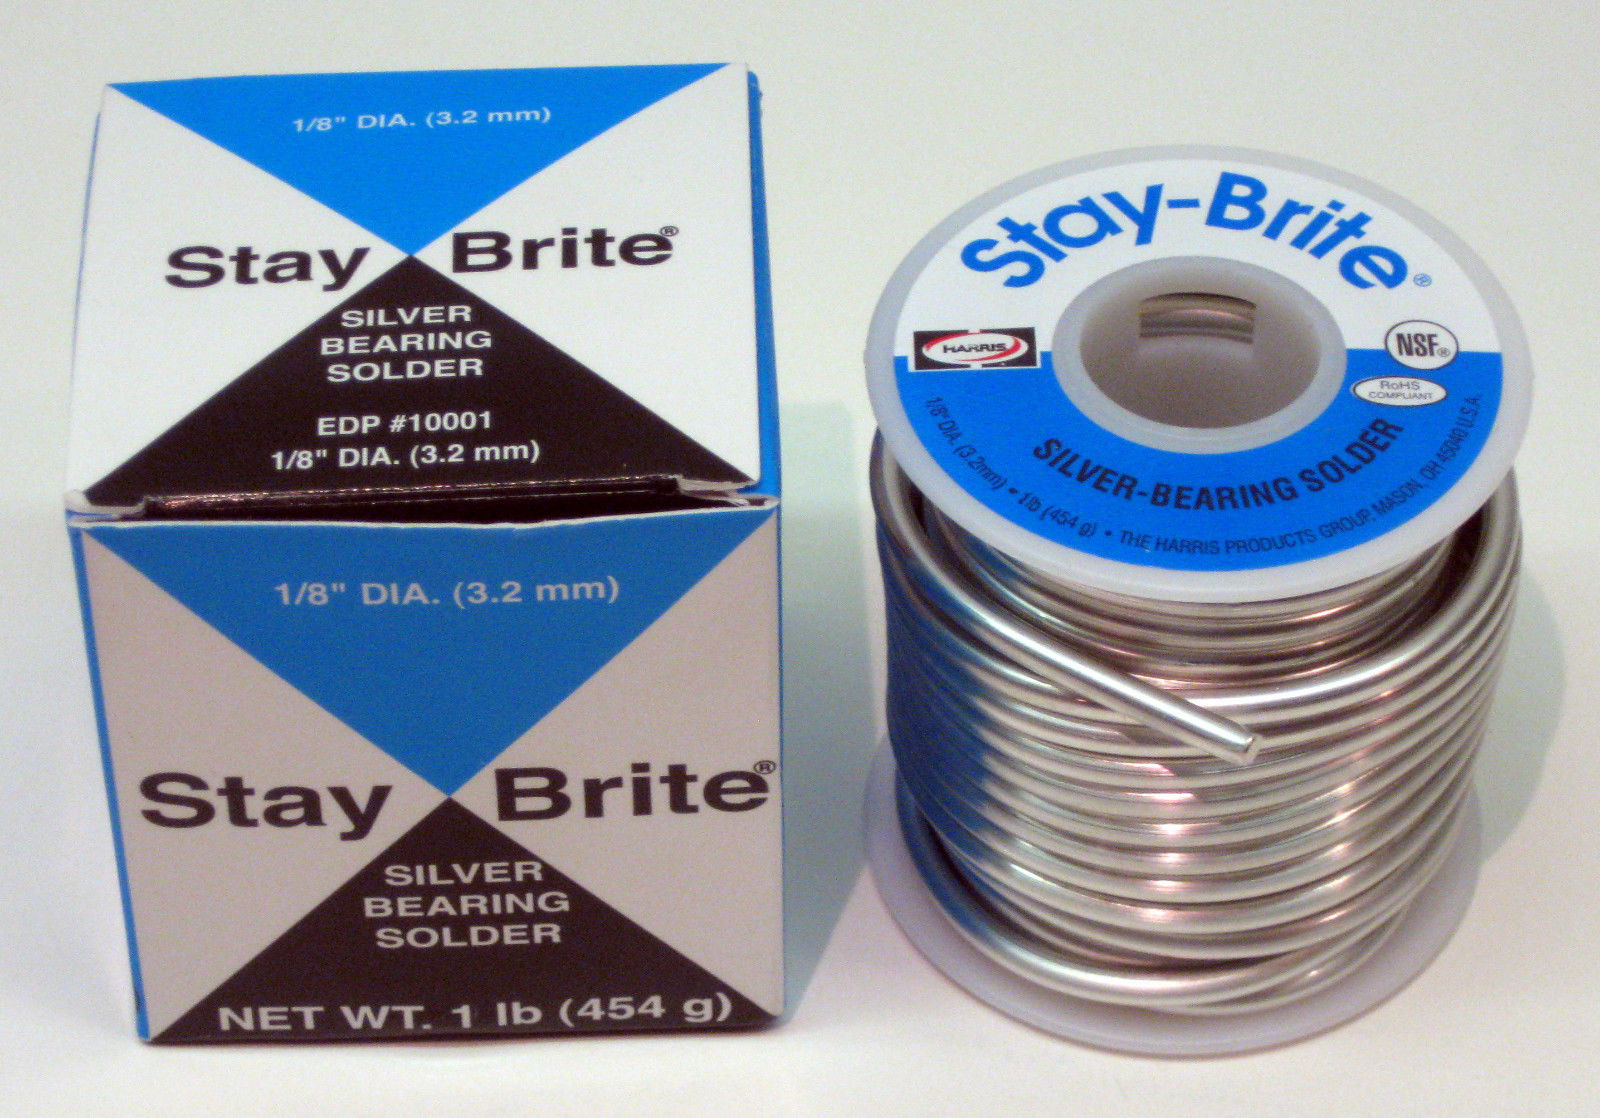 1/8" DIA. (3.2 mm)
Stay Brite®
SILVER
BEARING
SOLDER
EDP #10001
1/8" DIA. (3.2 mm)
1/8" DIA. (3.2 mm)
Stay Brite®
SILVER
BEARING
SOLDER
NET WT. 1 lb (454 g)
Stay-Brite®
HARRIS
NSF®
RoHS
COMPLIANT
SILVER-BEARING SOLDER
1/8" DIA. (3.2mm) • 1lb (454 g) • THE HARRIS PRODUCTS GROUP, MASON, OH 45040 U.S.A.